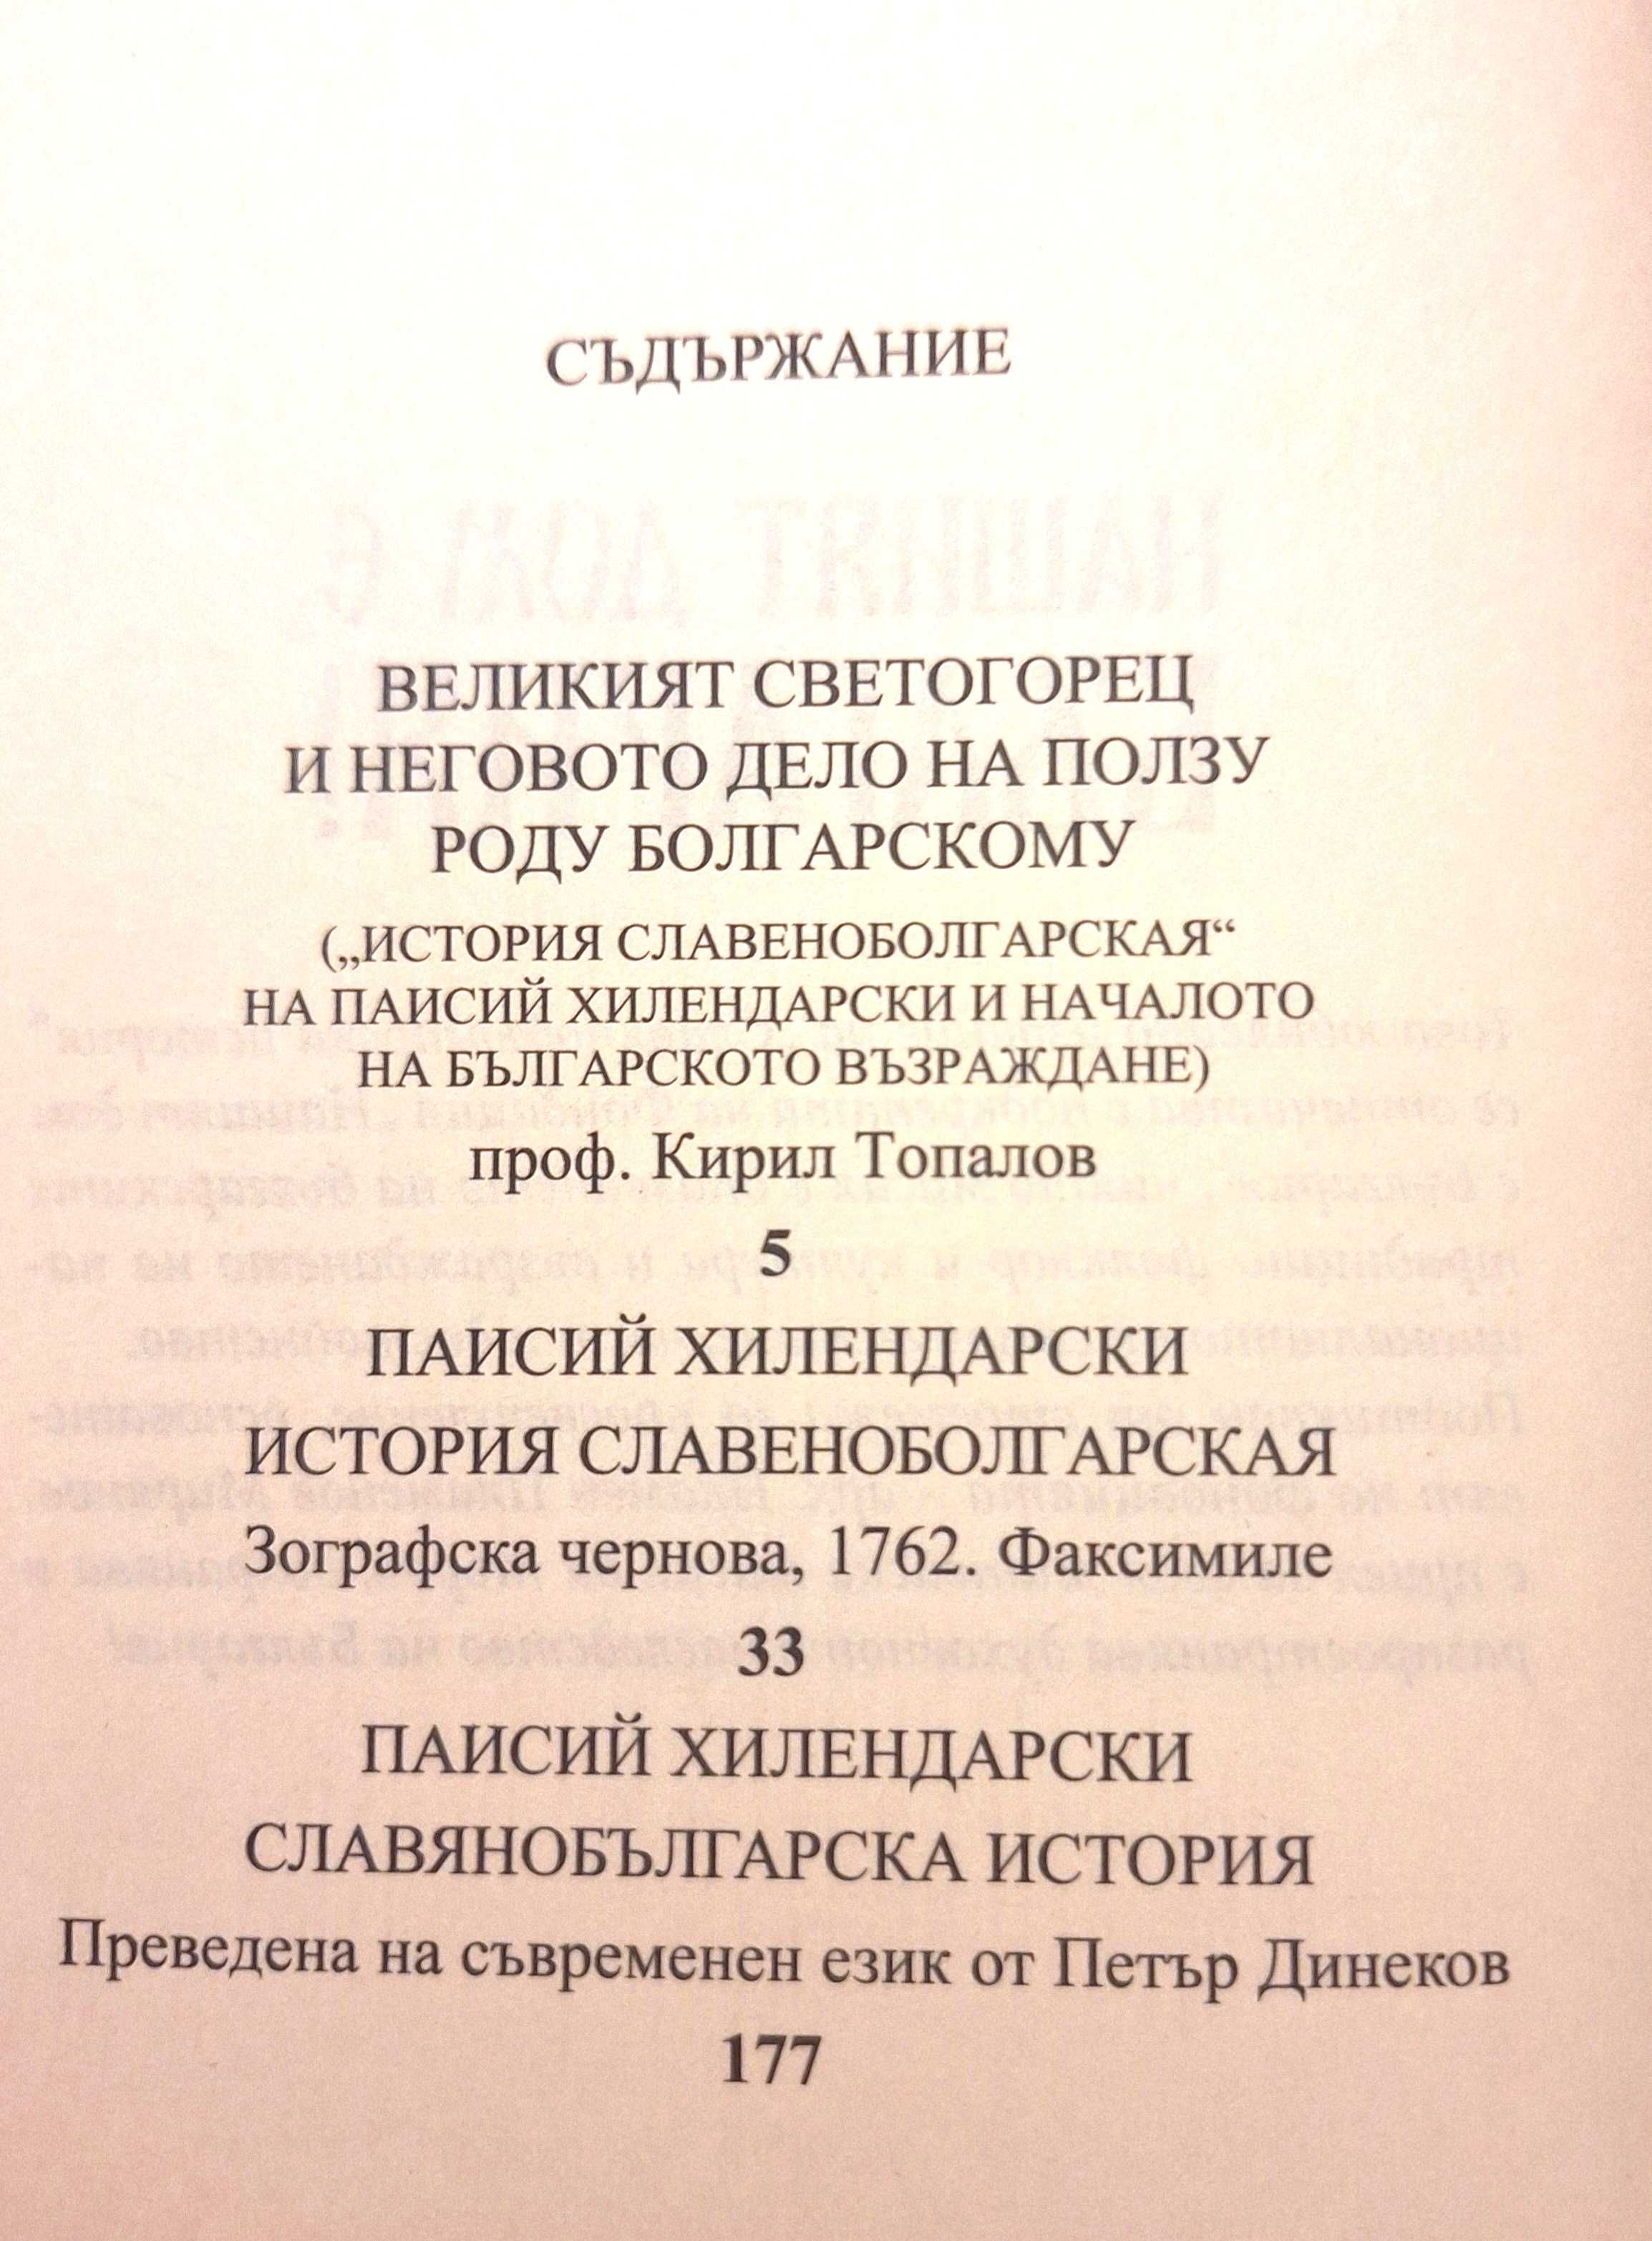 СЪДЪРЖАНИЕ
НАШИЯТ ДОМ Е
ВЕЛИКИЯТ СВЕТОГОРЕЦ
И НЕГОВОТО ДЕЛО НА ПОЛЗУ
РОДУ БОЛГАРСКОМУ
(„ИСТОРИЯ СЛАВЕНОБОЛГАРСКАЯ“
НА ПАИСИЙ ХИЛЕНДАРСКИ И НАЧАЛОТО
НА БЪЛГАРСКОТО ВЪЗРАЖДАНЕ)
проф. Кирил Топалов
5
ПАИСИЙ ХИЛЕНДАРСКИ
ИСТОРИЯ СЛАВЕНОБОЛГАРСКАЯ
Зографска чернова, 1762. Факсимиле
33
ПАИСИЙ ХИЛЕНДАРСКИ
СЛАВЯНОБЪЛГАРСКА ИСТОРИЯ
Преведена на съвременен език от Петър Динеков
177